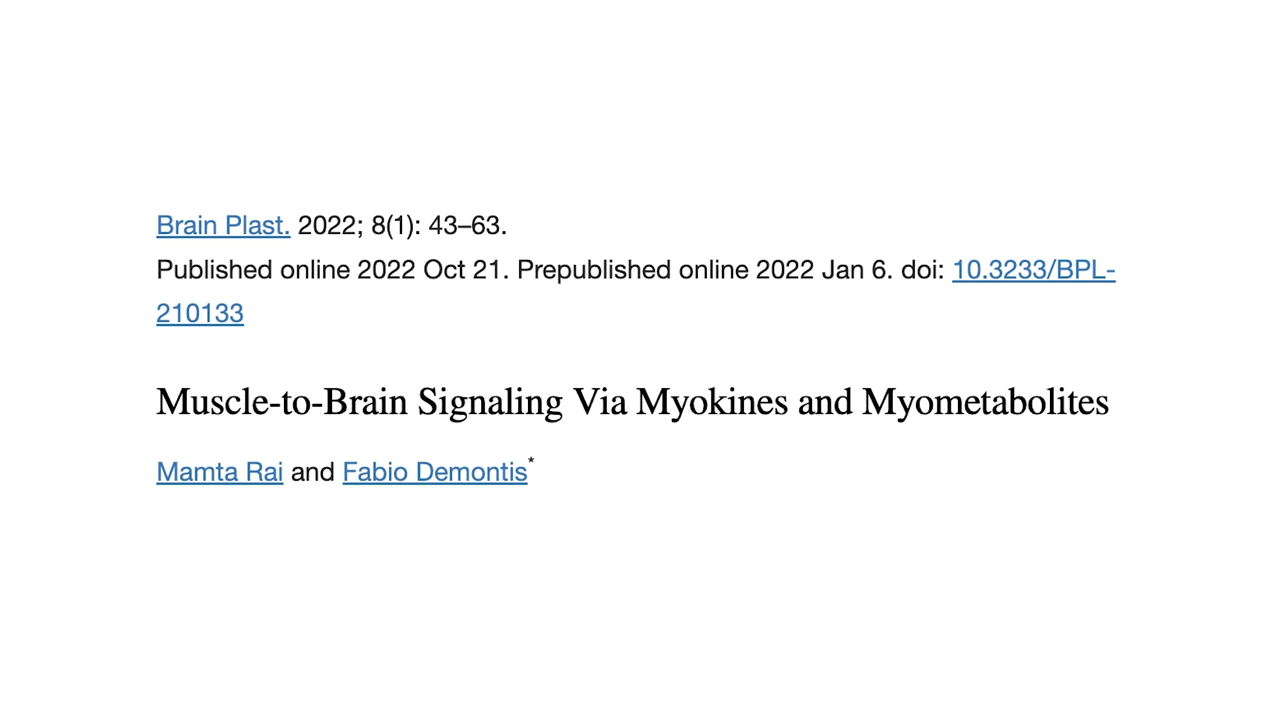 Brain Plast. 2022; 8(1): 43–63.
Published online 2022 Oct 21. Prepublished online 2022 Jan 6. doi: 10.3233/BPL-
210133
Muscle-to-Brain Signaling Via Myokines and Myometabolites
Mamta Rai and Fabio Demontis*